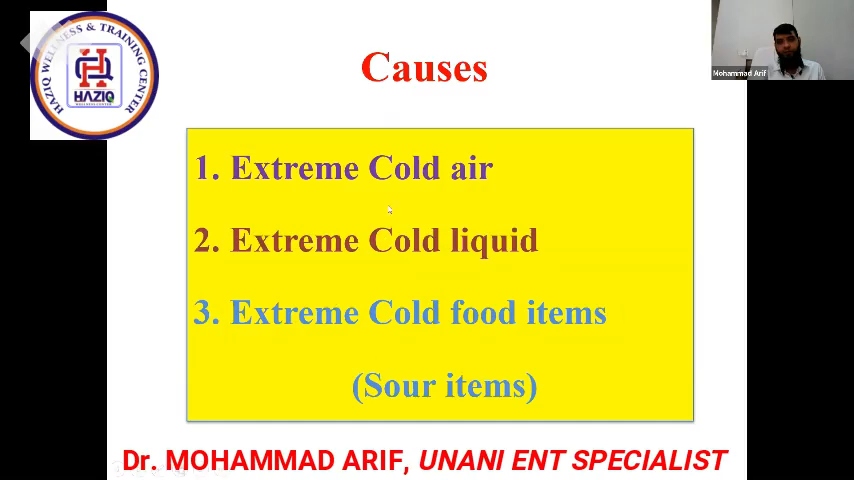 HAZIQ WELLNESS & TRAINING CENTER
HAZIQ
Causes
Mohammad Arif
1. Extreme Cold air
2. Extreme Cold liquid
3. Extreme Cold food items
(Sour items)
Dr. MOHAMMAD ARIF, UNANI ENT SPECIALIST